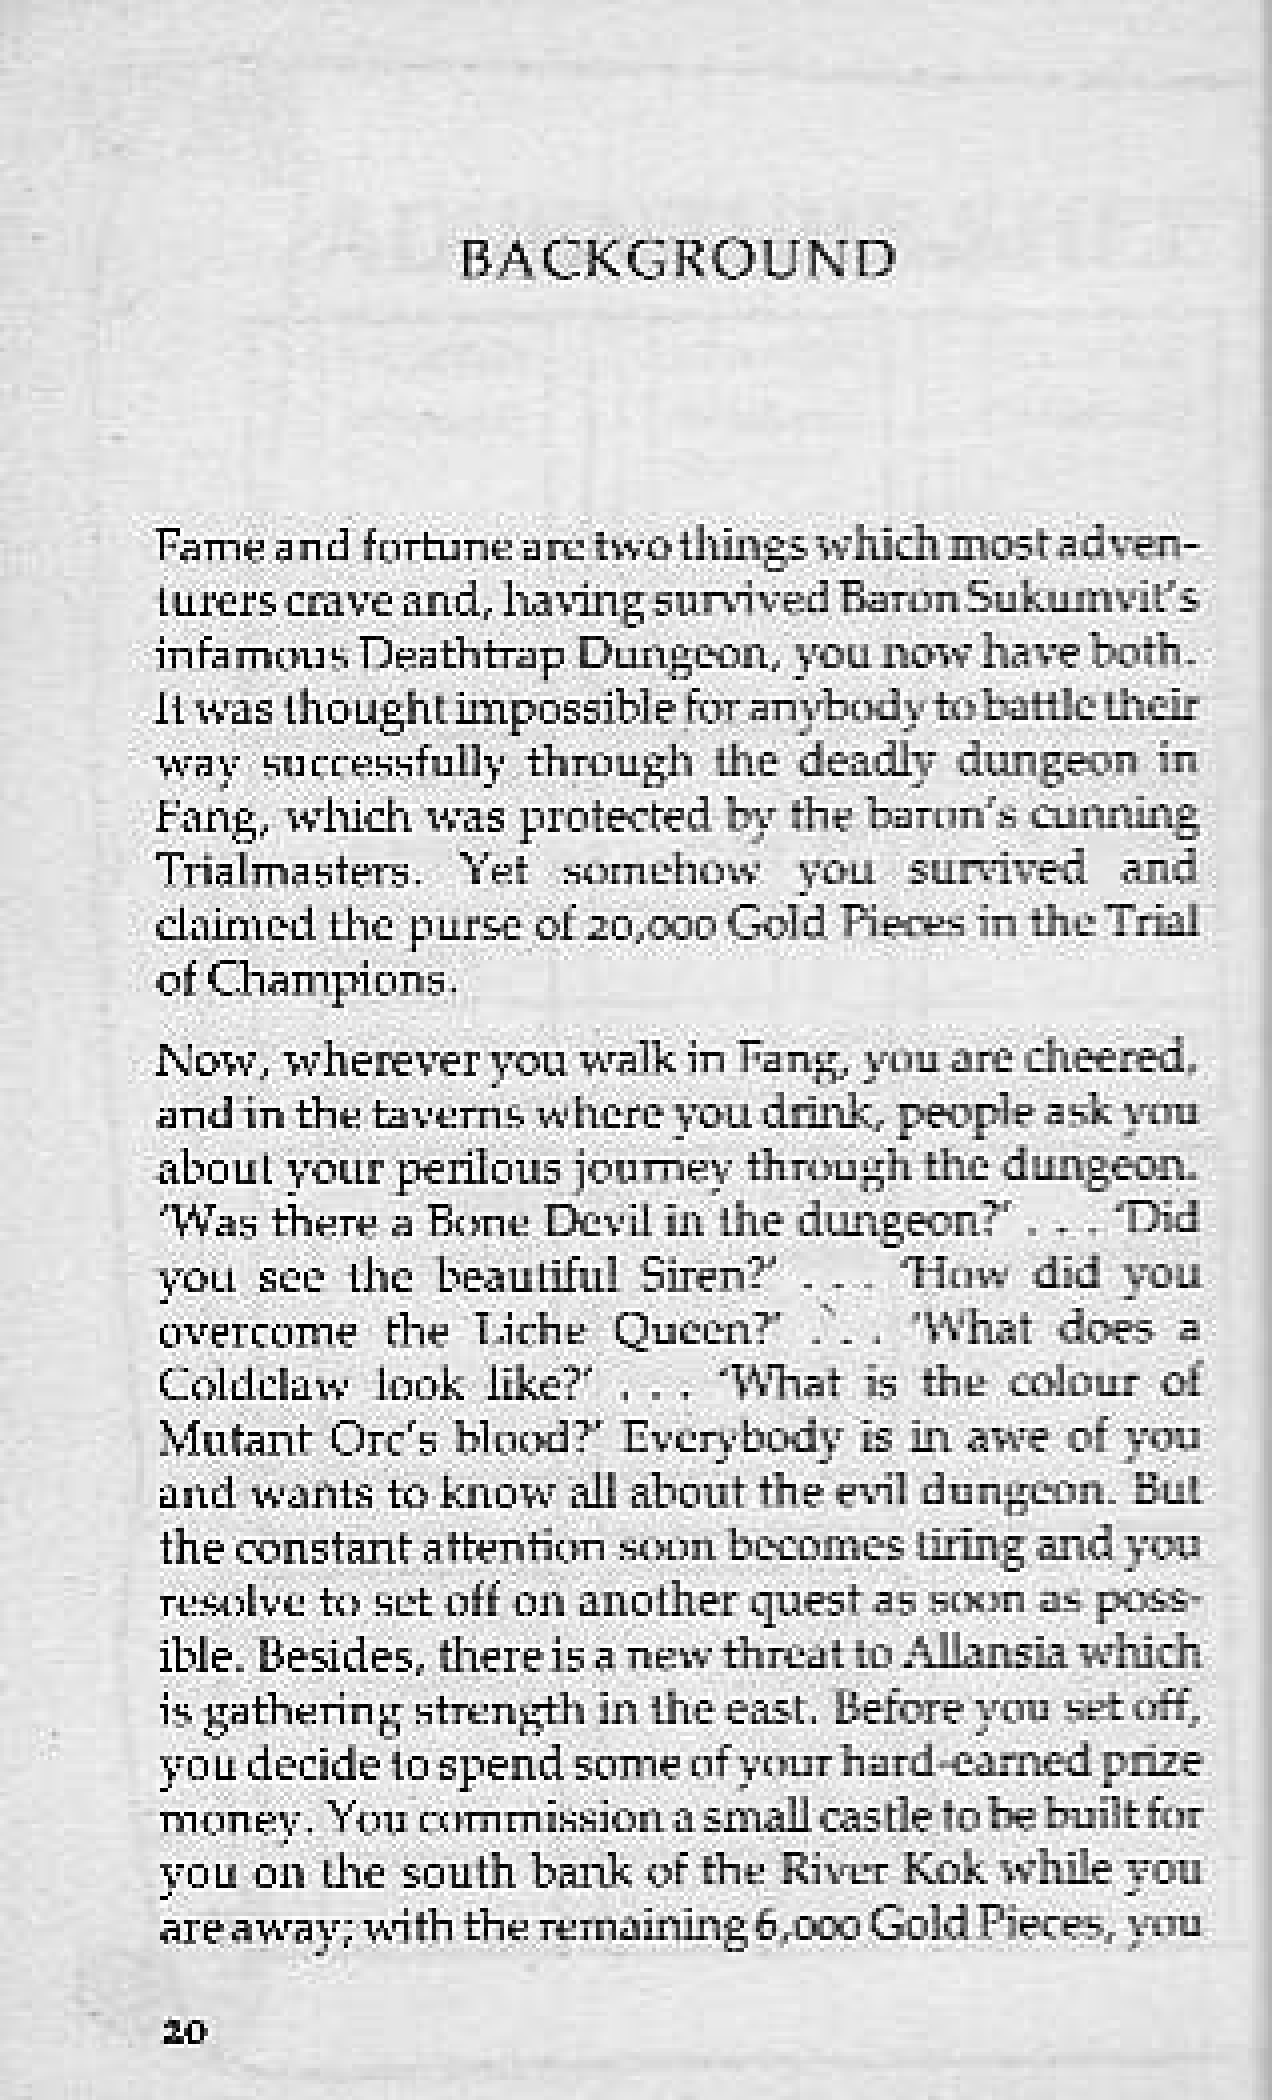 BACKGROUND
Fame and fortune are two things which most adven-
turers crave and, having survived Baron Sukumvit's
infamous Deathtrap Dungeon, you now have both.
It was thought impossible for anybody to battle their
way successfully through the deadly dungeon in
Fang, which was protected by the baron's cunning
Trialmasters. Yet somehow you survived and
claimed the purse of 20,000 Gold Pieces in the Trial
of Champions.
Now, wherever you walk in Fang, you are cheered,
and in the taverns where you drink, people ask you
about your perilous journey through the dungeon.
'Was there a Bone Devil in the dungeon?' . . . 'Did
you see the beautiful Siren?' . . . 'How did you
overcome the Liche Queen?' . . . 'What does a
Coldclaw look like?' . . . 'What is the colour of
Mutant Orc's blood?' Everybody is in awe of you
and wants to know all about the evil dungeon. But
the constant attention soon becomes tiring and you
resolve to set off on another quest as soon as poss-
ible. Besides, there is a new threat to Allansia which
is gathering strength in the east. Before you set off,
you decide to spend some of your hard-earned prize
money. You commission a small castle to be built for
you on the south bank of the River Kok while you
are away; with the remaining 6,000 Gold Pieces, you
20